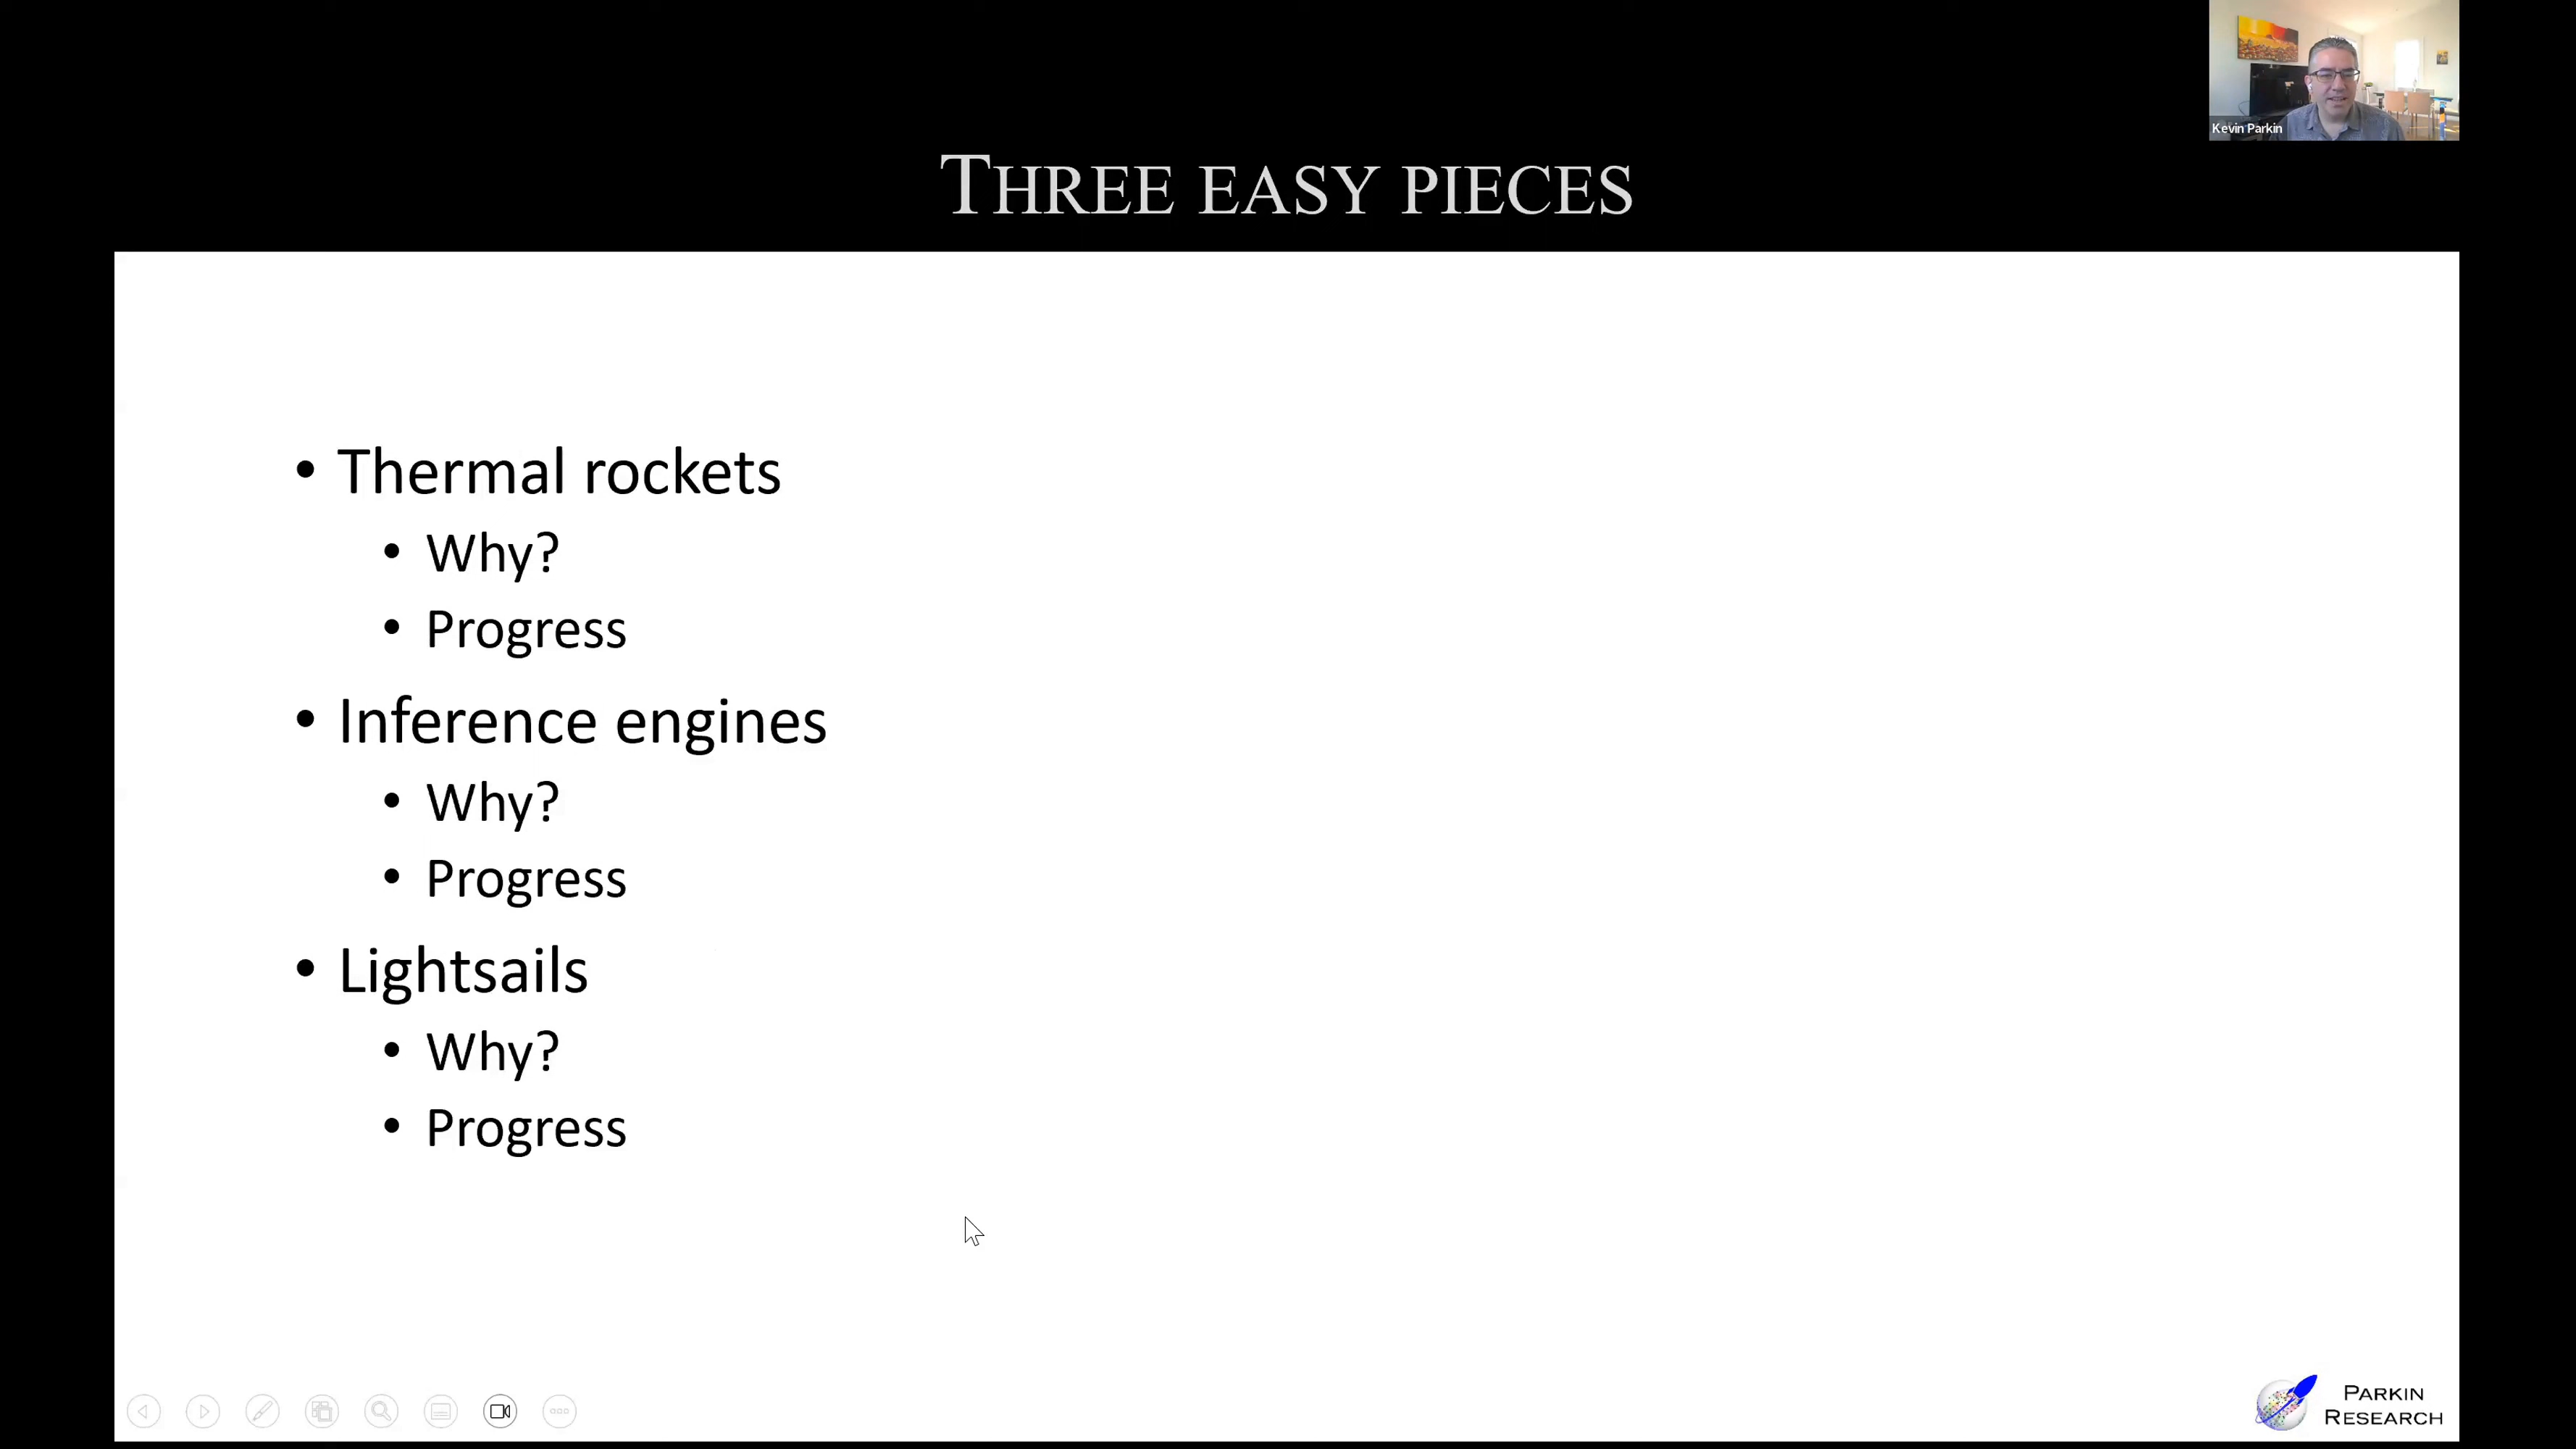 Kevin Parkin
THREE EASY PIECES
• Thermal rockets
• Why?
• Progress
• Inference engines
• Why?
• Progress
• Lightsails
• Why?
• Progress
PARKIN
RESEARCH